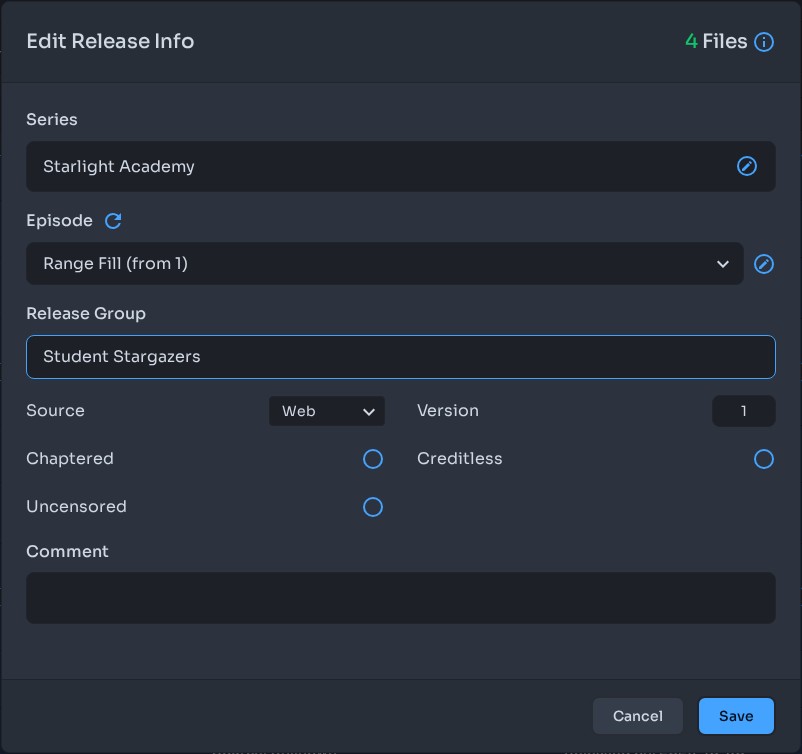 Edit Release Info
4 Files
Series
Starlight Academy
Episode
Range Fill (from 1)
Release Group
Student Stargazers
Source
Web
Version
1
Chaptered
Creditless
Uncensored
Comment
Cancel
Save